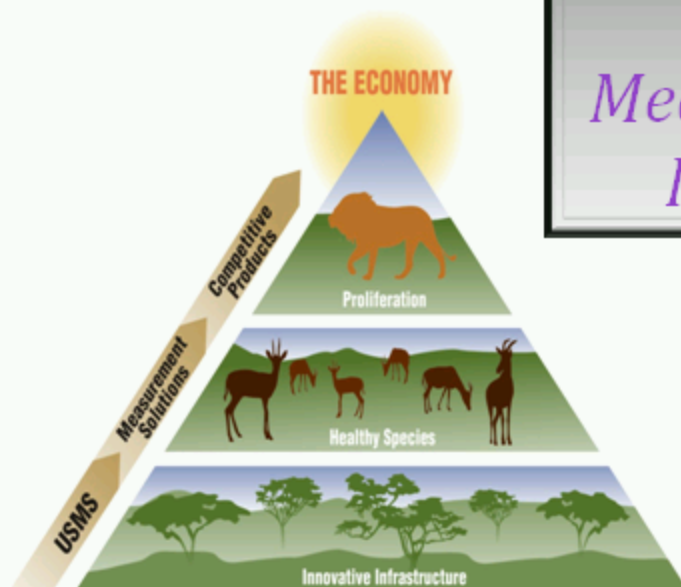 THE ECONOMY
Competitive
Products
Proliferation
Measurement
Solutions
Healthy Species
USMS
Innovative Infrastructure